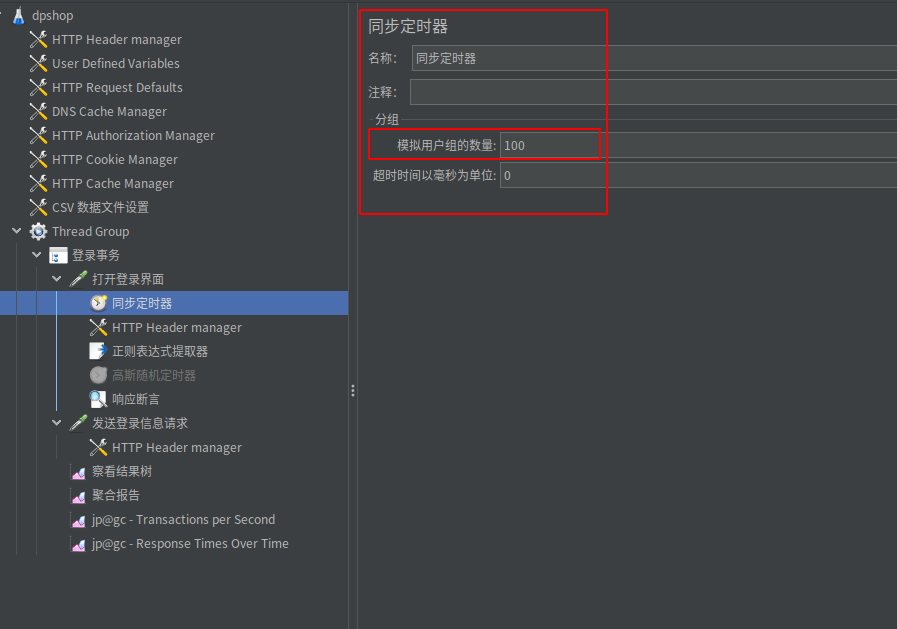 dpshop
HTTP Header manager
User Defined Variables
HTTP Request Defaults
DNS Cache Manager
HTTP Authorization Manager
HTTP Cookie Manager
HTTP Cache Manager
CSV 数据文件设置
Thread Group
登录事务
打开登录界面
同步定时器
HTTP Header manager
正则表达式提取器
高斯随机定时器
响应断言
发送登录信息请求
HTTP Header manager
察看结果树
聚合报告
jp@gc - Transactions per Second
jp@gc - Response Times Over Time
同步定时器
名称: 同步定时器
注释:
分组
模拟用户组的数量: 100
超时时间以毫秒为单位: 0